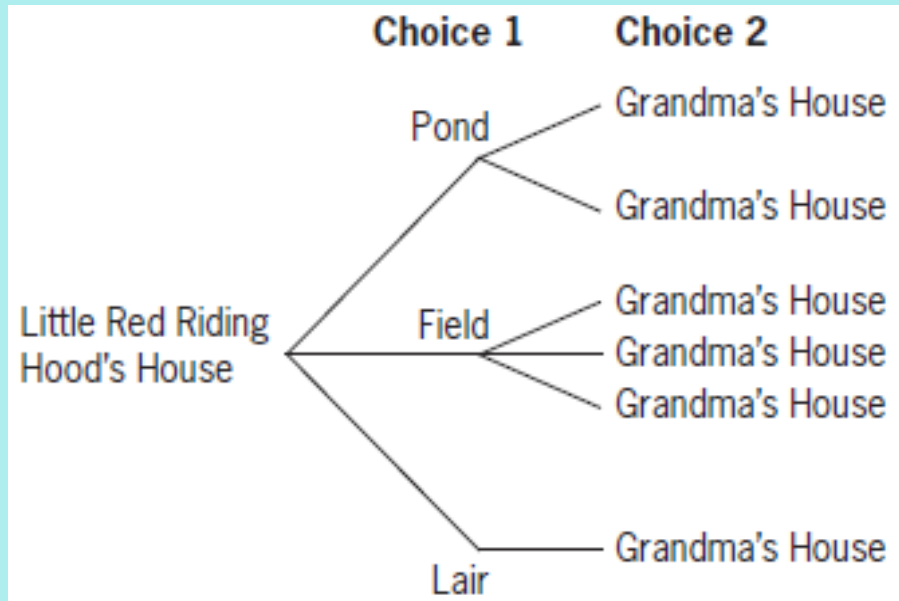 Choice 1 Choice 2
Grandma's House
Pond
Grandma's House
Grandma's House
Little Red Riding
Hood's House
Field
Grandma's House
Grandma's House
Grandma's House
Lair